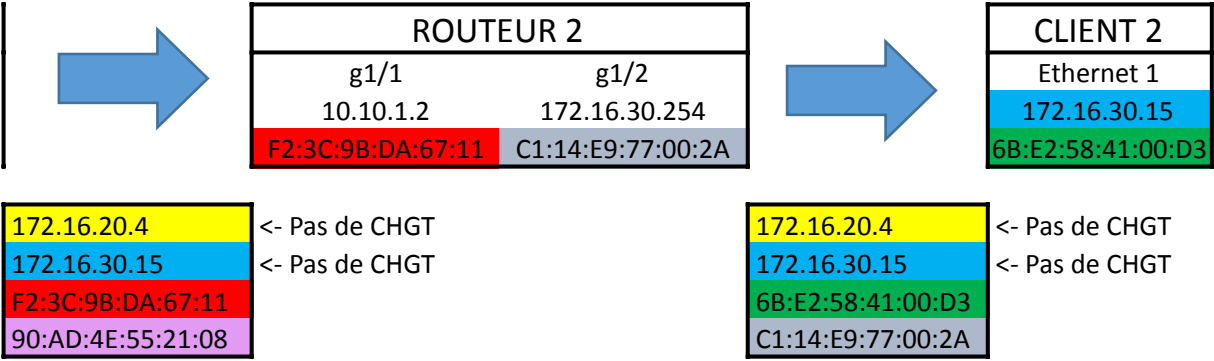 ROUTEUR 2
CLIENT 2
g1/1 g1/2
Ethernet 1
10.10.1.2 172.16.30.254
172.16.30.15
F2:3C:9B:DA:67:11 C1:14:E9:77:00:2A
6B:E2:58:41:00:D3
172.16.20.4 <- Pas de CHGT
172.16.30.15 <- Pas de CHGT
F2:3C:9B:DA:67:11
90:AD:4E:55:21:08
172.16.20.4 <- Pas de CHGT
172.16.30.15 <- Pas de CHGT
6B:E2:58:41:00:D3
C1:14:E9:77:00:2A